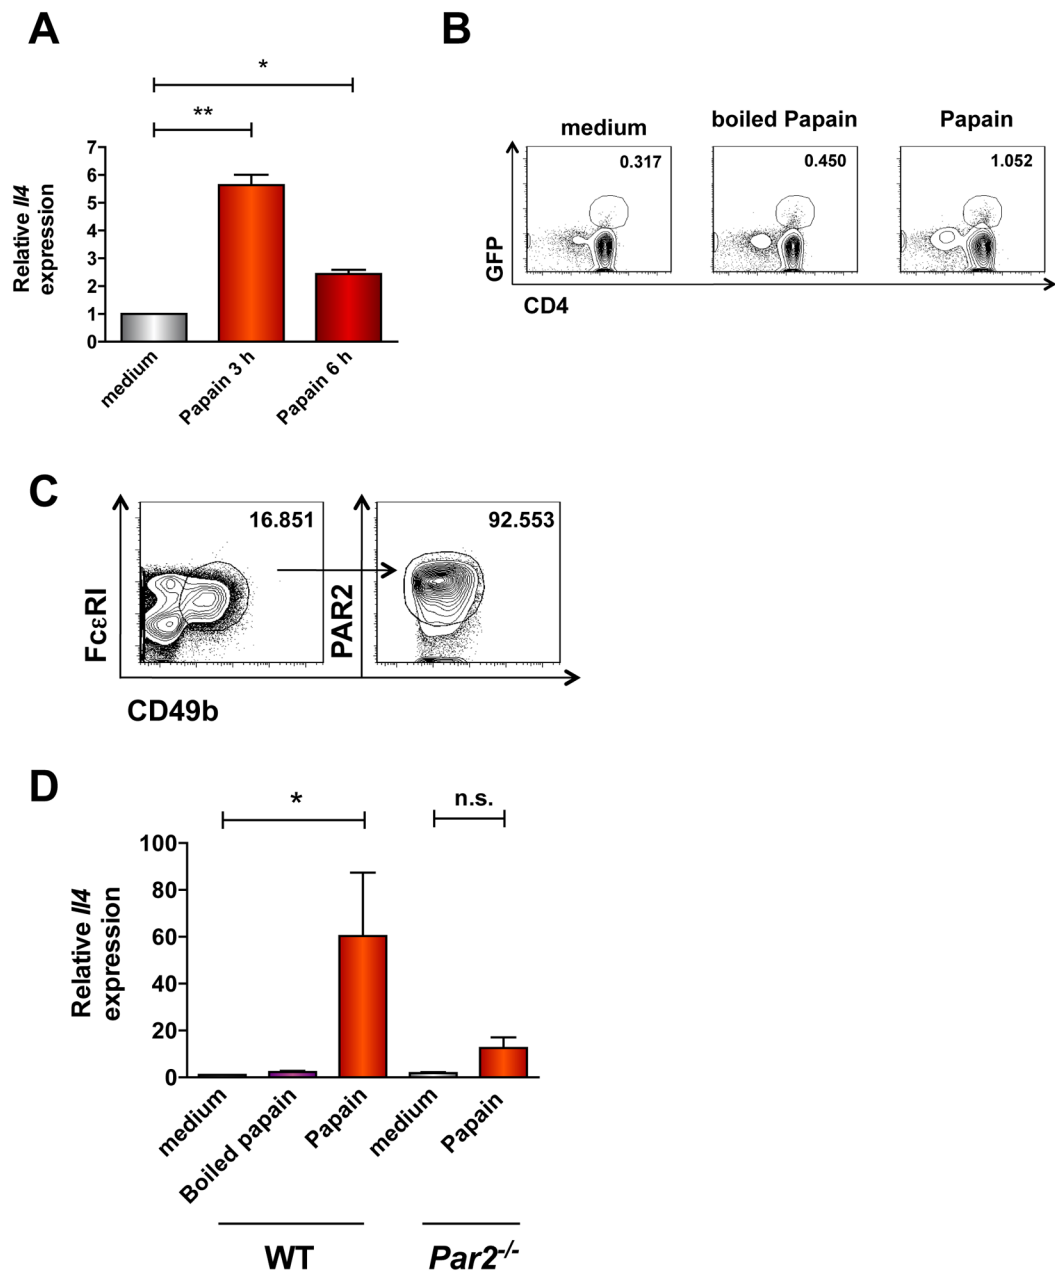 A
*
**
7
6
5
4
3
2
1
0
Relative Il4
expression
medium
Papain 3 h
Papain 6 h
B
medium
boiled Papain
Papain
0.317
0.450
1.052
GFP
CD4
C
16.851
92.553
FcεRI
PAR2
CD49b
D
*
n.s.
100
80
60
40
20
0
Relative Il4
expression
medium
Boiled papain
Papain
medium
Papain
WT
Par2-/-